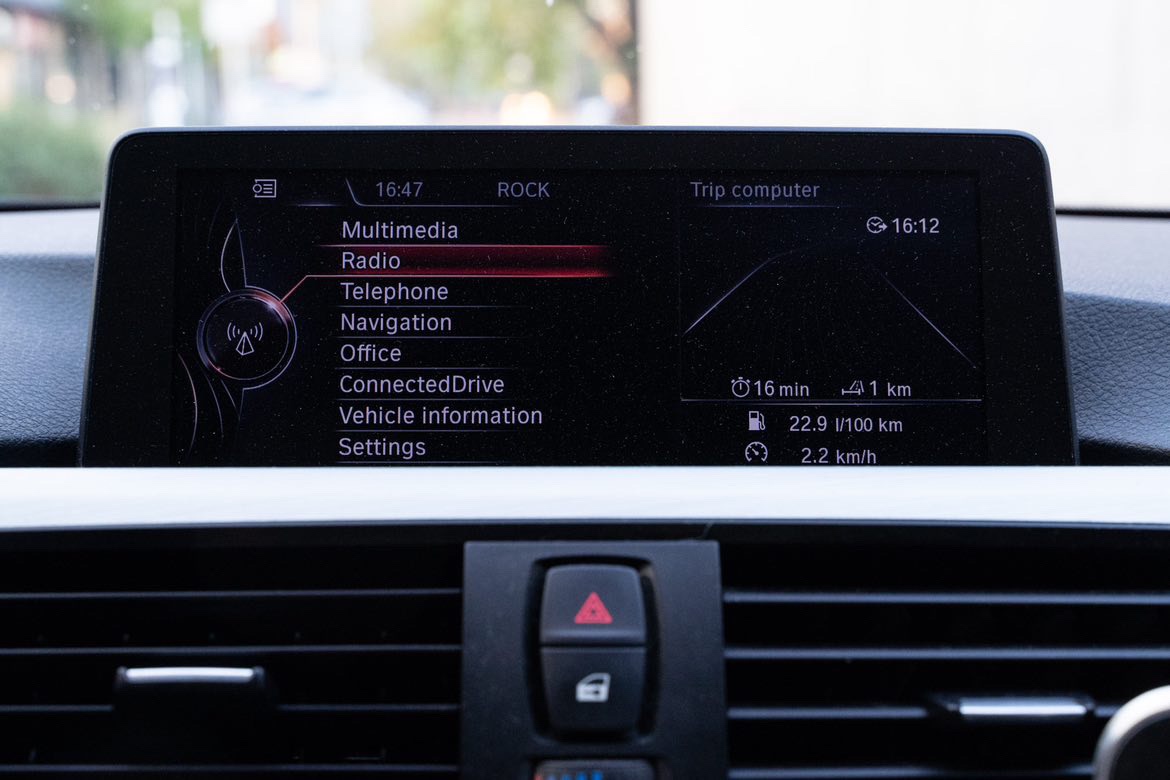 16:47 ROCK
Multimedia
Radio
Telephone
Navigation
Office
ConnectedDrive
Vehicle information
Settings
Trip computer
16:12
16 min 1 km
22.9 l/100 km
2.2 km/h